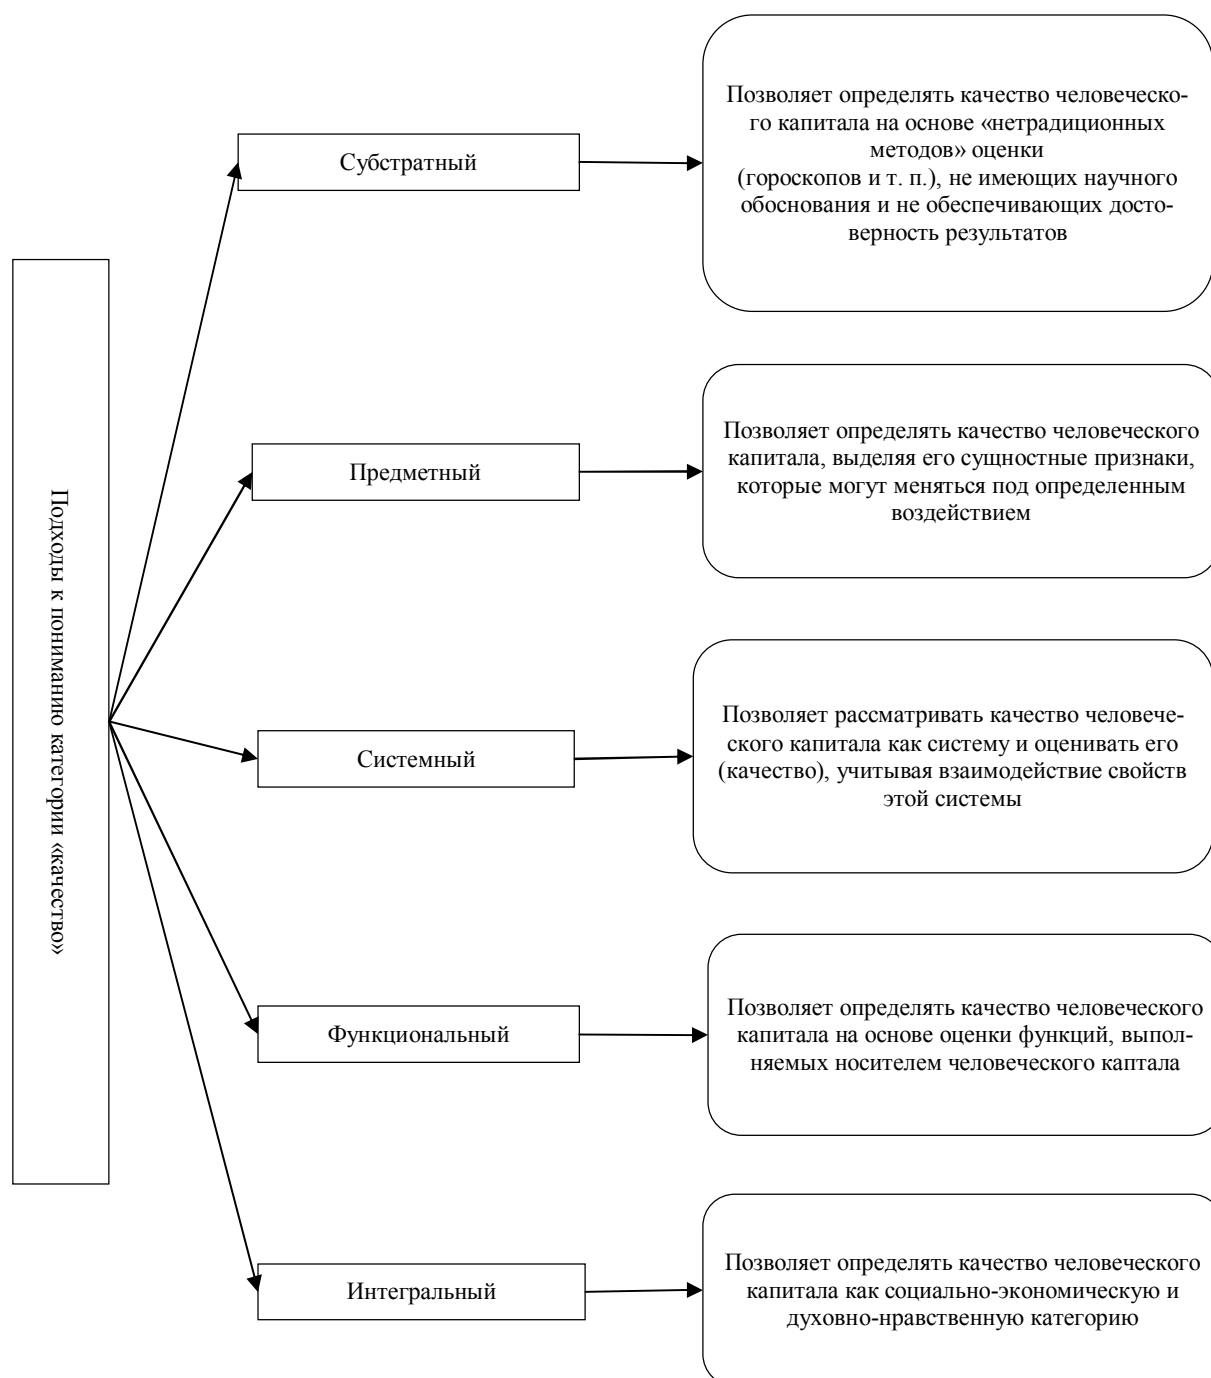 Подходы к пониманию категории «качество»
Субстратный
Позволяет определять качество человеческо-
го капитала на основе «нетрадиционных
методов» оценки
(гороскопов и т. п.), не имеющих научного
обоснования и не обеспечивающих досто-
верность результатов
Предметный
Позволяет определять качество человеческого
капитала, выделяя его сущностные признаки,
которые могут меняться под определенным
воздействием
Системный
Позволяет рассматривать качество человече-
ского капитала как систему и оценивать его
(качество), учитывая взаимодействие свойств
этой системы
Функциональный
Позволяет определять качество человеческого
капитала на основе оценки функций, выпол-
няемых носителем человеческого каптала
Интегральный
Позволяет определять качество человеческого
капитала как социально-экономическую и
духовно-нравственную категорию